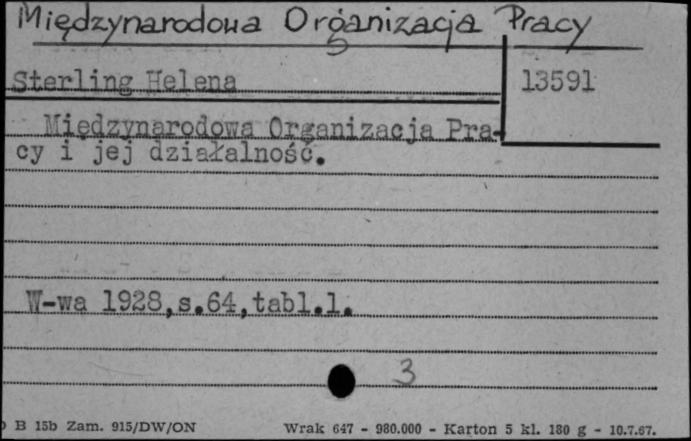 Międzynarodowa Organizacja Pracy
Sterling Helena
13591
Międzynarodowa Organizacja Pra-
cy i jej działalność.
W-wa 1928,s.64,tabl.1.
3
B 15b Zam. 915/DW/ON
Wrak 647 - 980.000 - Karton 5 kl. 180 g - 10.7.67.